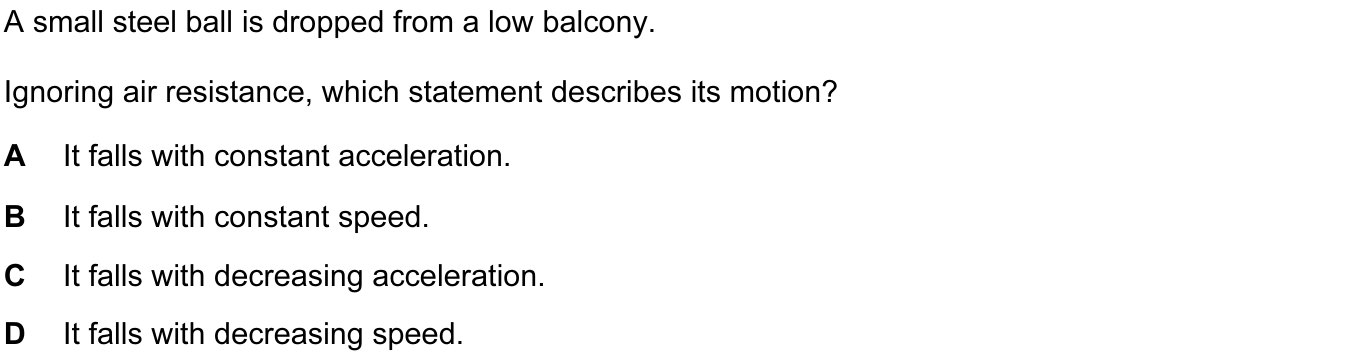 A small steel ball is dropped from a low balcony.
Ignoring air resistance, which statement describes its motion?
A It falls with constant acceleration.
B It falls with constant speed.
C It falls with decreasing acceleration.
D It falls with decreasing speed.